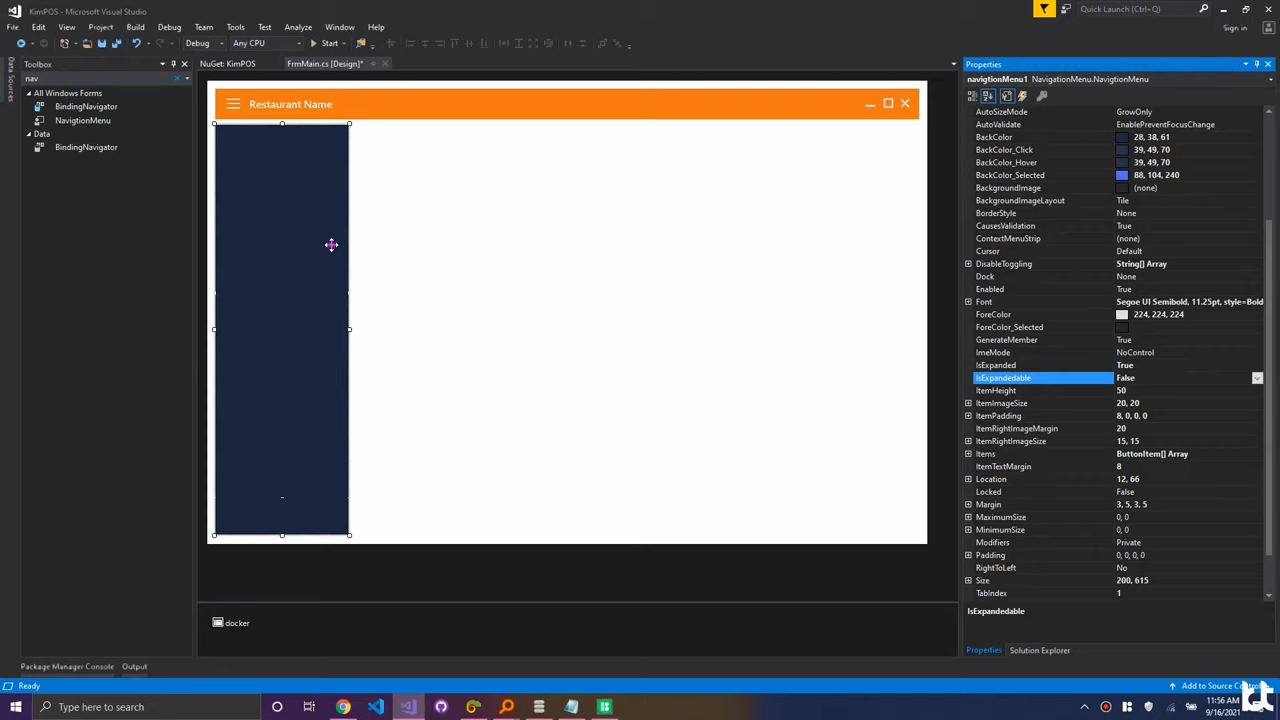 KimPOS - Microsoft Visual Studio
Quick Launch (Ctrl+Q)
File Edit View Project Build Debug Team Tools Test Analyze Window Help
Sign in
Debug Any CPU Start
Data Sources
Toolbox
nav
All Windows Forms
BindingNavigator
NavigtionMenu
Data
BindingNavigator
NuGet: KimPOS FrmMain.cs [Design]*
Restaurant Name
docker
Properties
navigtionMenu1 NavigationMenu.NavigtionMenu
AutoSizeMode GrowOnly
AutoValidate EnablePreventFocusChange
BackColor 28, 38, 61
BackColor_Click 39, 49, 70
BackColor_Hover 39, 49, 70
BackColor_Selected 88, 104, 240
BackgroundImage (none)
BackgroundImageLayout Tile
BorderStyle None
CausesValidation True
ContextMenuStrip (none)
Cursor Default
DisableToggling String[] Array
Dock None
Enabled True
Font Segoe UI Semibold, 11.25pt, style=Bold
ForeColor 224, 224, 224
ForeColor_Selected
GenerateMember True
ImeMode NoControl
IsExpanded True
IsExpandedable False
ItemHeight 50
ItemImageSize 20, 20
ItemPadding 8, 0, 0, 0
ItemRightImageMargin 20
ItemRightImageSize 15, 15
Items ButtonItem[] Array
ItemTextMargin 8
Location 12, 66
Locked False
Margin 3, 5, 3, 5
MaximumSize 0, 0
MinimumSize 0, 0
Modifiers Private
Padding 0, 0, 0, 0
RightToLeft No
Size 200, 615
TabIndex 1
IsExpandedable
Properties Solution Explorer
Package Manager Console Output
Ready
Add to Source Contr
Type here to search
11:56 AM
9/16/2021